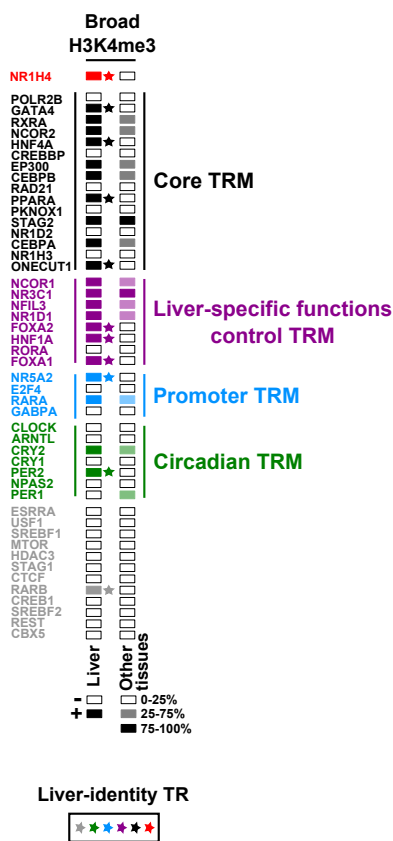 Broad
H3K4me3
NR1H4
POLR2B
GATA4
RXRA
NCOR2
HNF4A
CREBBP
EP300
CEBPB
RAD21
PPARA
PKNOX1
STAG2
NR1D2
CEBPA
NR1H3
ONECUT1
Core TRM
NCOR1
NR3C1
NFIL3
NR1D1
FOXA2
HNF1A
RORA
FOXA1
Liver-specific functions
control TRM
NR5A2
E2F4
RARA
GABPA
Promoter TRM
CLOCK
ARNTL
CRY2
CRY1
PER2
NPAS2
PER1
Circadian TRM
ESRRA
USF1
SREBF1
MTOR
HDAC3
STAG1
CTCF
RARB
CREB1
SREBF2
REST
CBX5
Liver
Other
tissues
- 0-25%
+ 25-75%
75-100%
Liver-identity TR